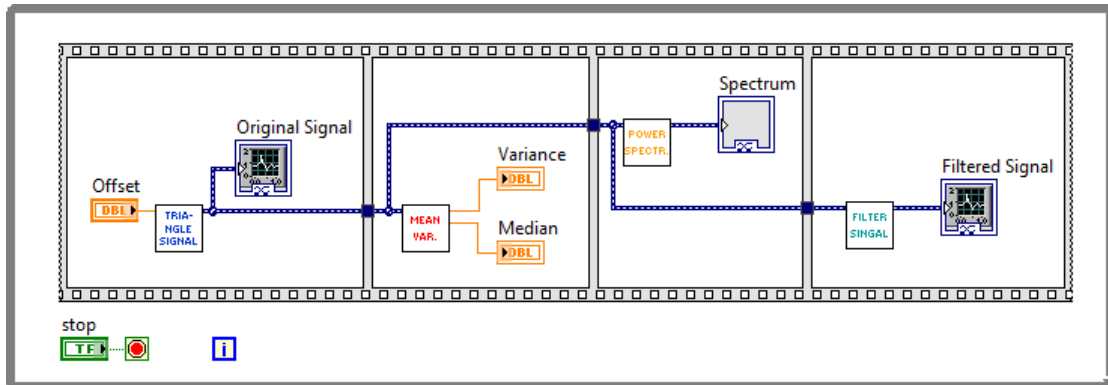 Original Signal
Offset
DBL
TRIA-
NGLE
SIGNAL
Variance
DBL
MEAN
VAR.
Median
DBL
Spectrum
POWER
SPECTR.
Filtered Signal
FILTER
SINGAL
stop
TF
i